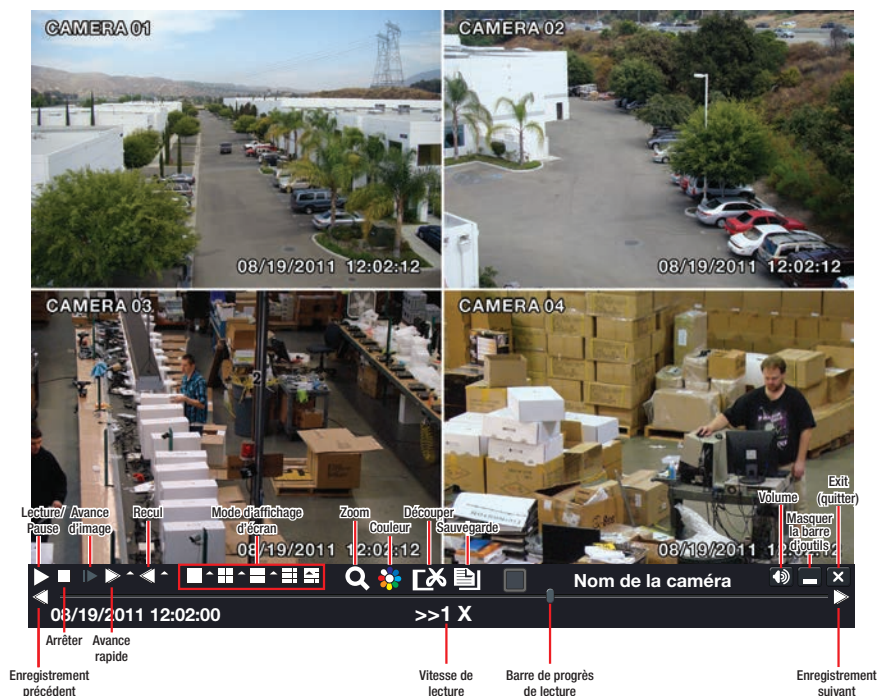 CAMERA 01
CAMERA 02
08/19/2011 12:02:12
08/19/2011 12:02:12
CAMERA 03
CAMERA 04
2
Lecture/
Pause
Avance
d'image
Recul
Mode d'affichage
d'écran
Zoom
Couleur
Découper
Sauvegarde
Volume
Masquer
la barre
d'outils
Exit
(quitter)
08/19/2011 12:02:12
08/19/2011 12:02:12
Nom de la caméra
08/19/2011 12:02:00
>>1 X
Arrêter
Avance
rapide
Enregistrement
précédent
Vitesse de
lecture
Barre de progrès
de lecture
Enregistrement
suivant